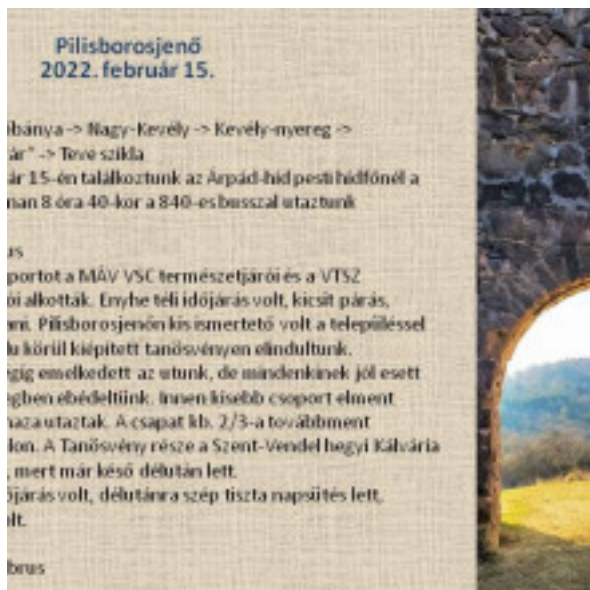 Pilisborosjenő
2022. február 15.
bánya -> Nagy-Kevély -> Kevély-nyereg ->
ár" -> Teve szikla
ár 15-én találkoztunk az Árpád-híd pesti hídfőnél a
nan 8 óra 40-kor a 840-es busszal utaztunk
us
portot a MÁV VSC természetjárói és a VTSZ
ói alkották. Enyhe téli időjárás volt, kicsit párás,
ani. Pilisborosjenőn kis ismertető volt a településsel
lu körül kiépített tanösvényen elindultunk.
égig emelkedett az utunk, de mindenkinek jól esett
egben ebédeltünk. Innen kisebb csoport elment
haza utaztak. A csapat kb. 2/3-a továbbment
lon. A Tanösvény része a Szent-Vendel hegyi Kálvária
, mert már késő délután lett.
őjárás volt, délutánra szép tiszta napsütés lett,
lt.
brus